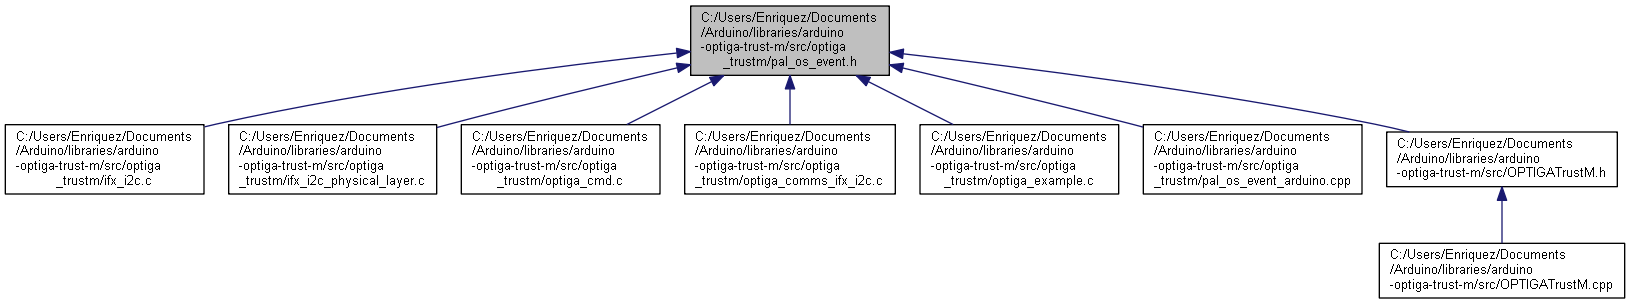 C:/Users/Enriquez/Documents
/Arduino/libraries/arduino
-optiga-trust-m/src/optiga
_trustm/pal_os_event.h
C:/Users/Enriquez/Documents
/Arduino/libraries/arduino
-optiga-trust-m/src/optiga
_trustm/ifx_i2c.c
C:/Users/Enriquez/Documents
/Arduino/libraries/arduino
-optiga-trust-m/src/optiga
_trustm/ifx_i2c_physical_layer.c
C:/Users/Enriquez/Documents
/Arduino/libraries/arduino
-optiga-trust-m/src/optiga
_trustm/optiga_cmd.c
C:/Users/Enriquez/Documents
/Arduino/libraries/arduino
-optiga-trust-m/src/optiga
_trustm/optiga_comms_ifx_i2c.c
C:/Users/Enriquez/Documents
/Arduino/libraries/arduino
-optiga-trust-m/src/optiga
_trustm/optiga_example.c
C:/Users/Enriquez/Documents
/Arduino/libraries/arduino
-optiga-trust-m/src/optiga
_trustm/pal_os_event_arduino.cpp
C:/Users/Enriquez/Documents
/Arduino/libraries/arduino
-optiga-trust-m/src/OPTIGATrustM.h
C:/Users/Enriquez/Documents
/Arduino/libraries/arduino
-optiga-trust-m/src/OPTIGATrustM.cpp